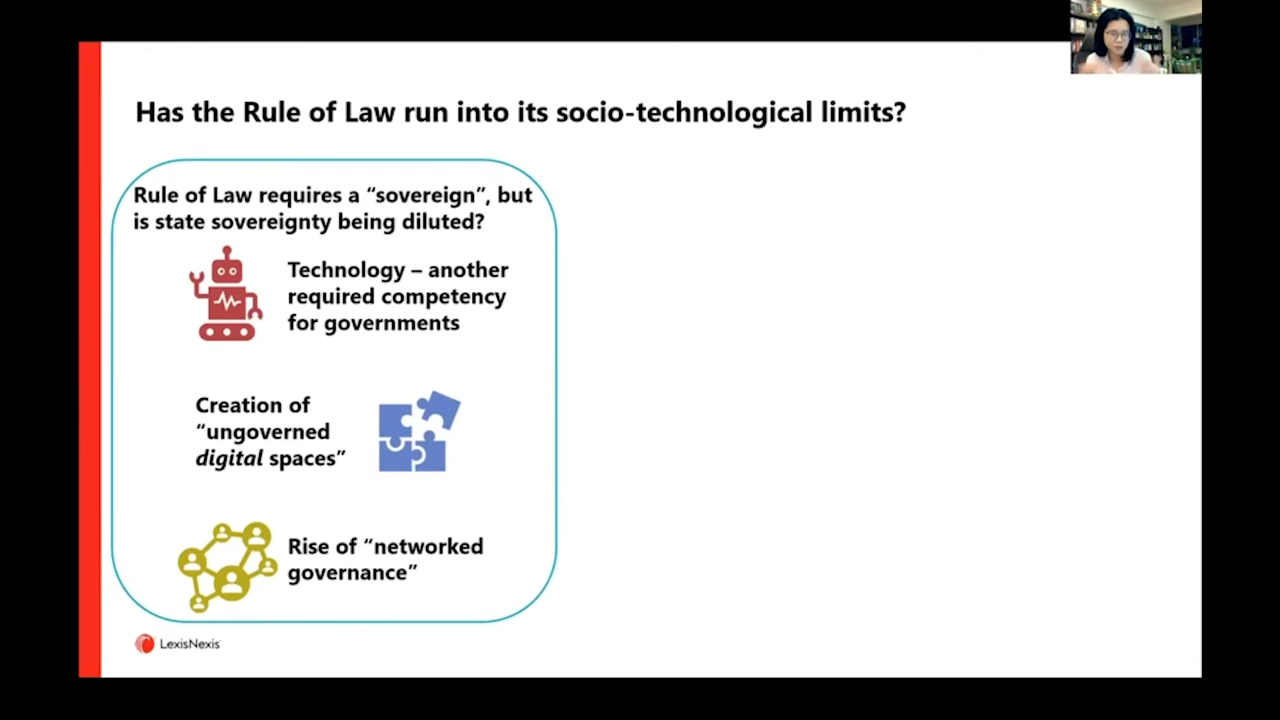 Has the Rule of Law run into its socio-technological limits?
Rule of Law requires a “sovereign”, but
is state sovereignty being diluted?
Technology – another
required competency
for governments
Creation of
“ungoverned
digital spaces”
Rise of “networked
governance”
LexisNexis